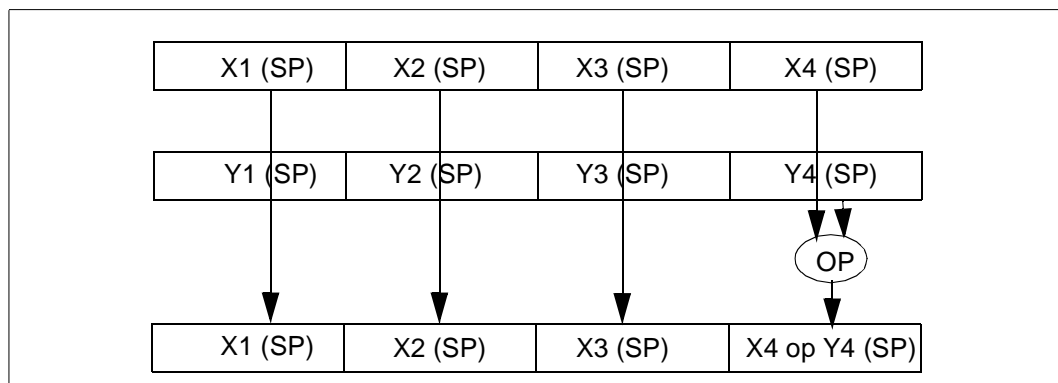 X1 (SP) X2 (SP) X3 (SP) X4 (SP)
Y1 (SP) Y2 (SP) Y3 (SP) Y4 (SP)
OP
X1 (SP) X2 (SP) X3 (SP) X4 op Y4 (SP)